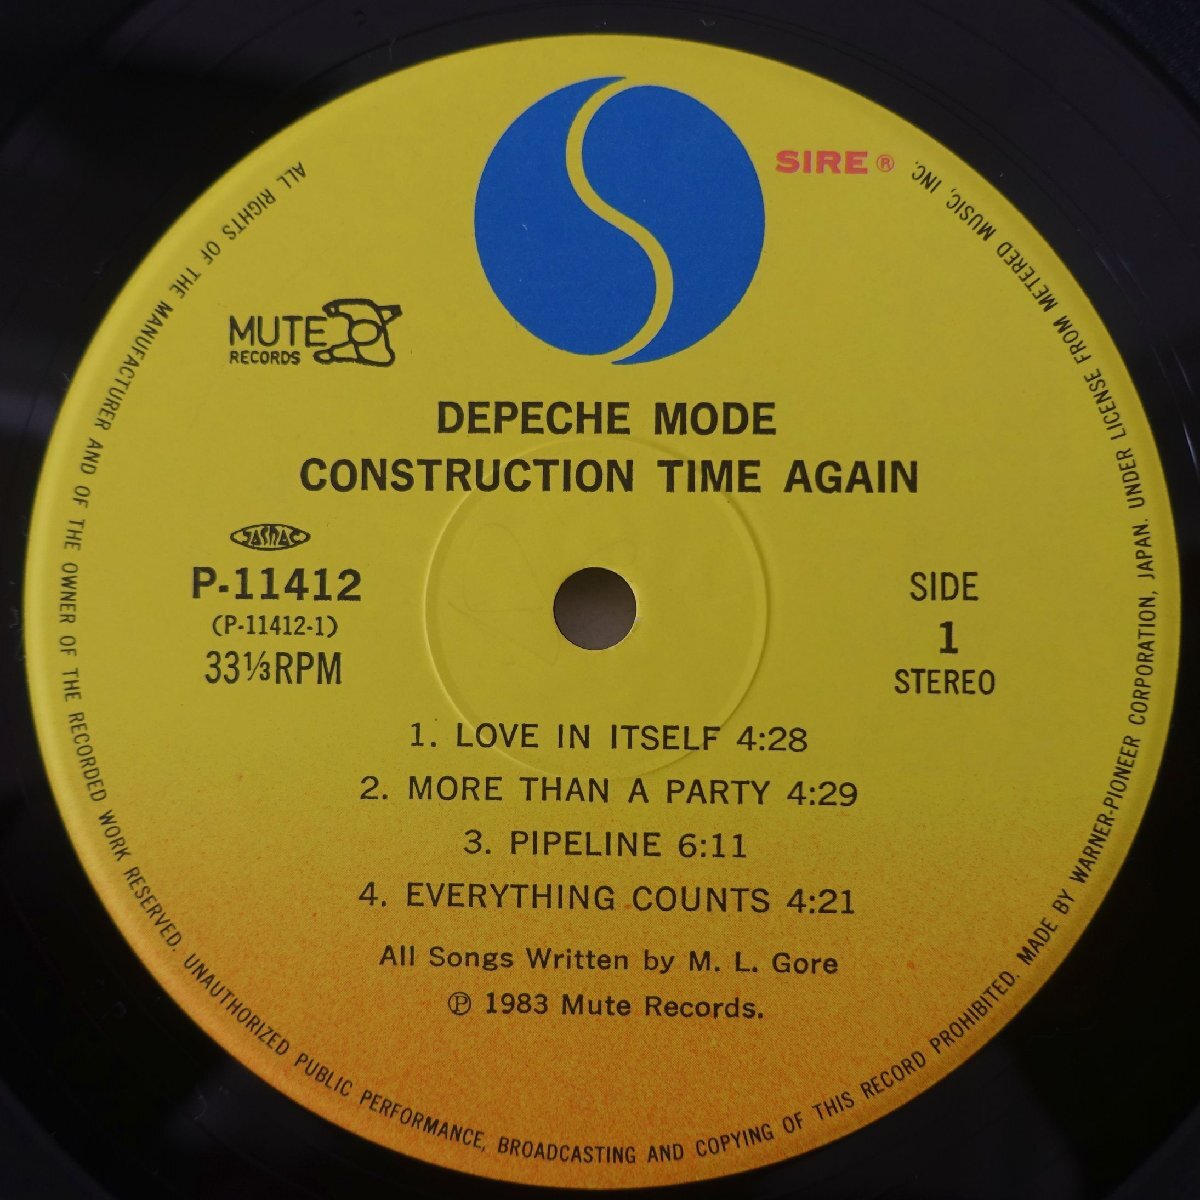 SIRE ®
MUTE
RECORDS
DEPECHE MODE
CONSTRUCTION TIME AGAIN
JASRAC
P-11412
(P-11412-1)
33⅓RPM
SIDE
1
STEREO
1. LOVE IN ITSELF 4:28
2. MORE THAN A PARTY 4:29
3. PIPELINE 6:11
4. EVERYTHING COUNTS 4:21
All Songs Written by M. L. Gore
℗ 1983 Mute Records.
ALL RIGHTS OF THE MANUFACTURER AND OF THE OWNER OF THE RECORDED WORK RESERVED. UNAUTHORIZED PUBLIC PERFORMANCE, BROADCASTING AND COPYING OF THIS RECORD PROHIBITED. MADE BY WARNER-PIONEER CORPORATION, JAPAN. UNDER LICENSE FROM METERED MUSIC, INC.